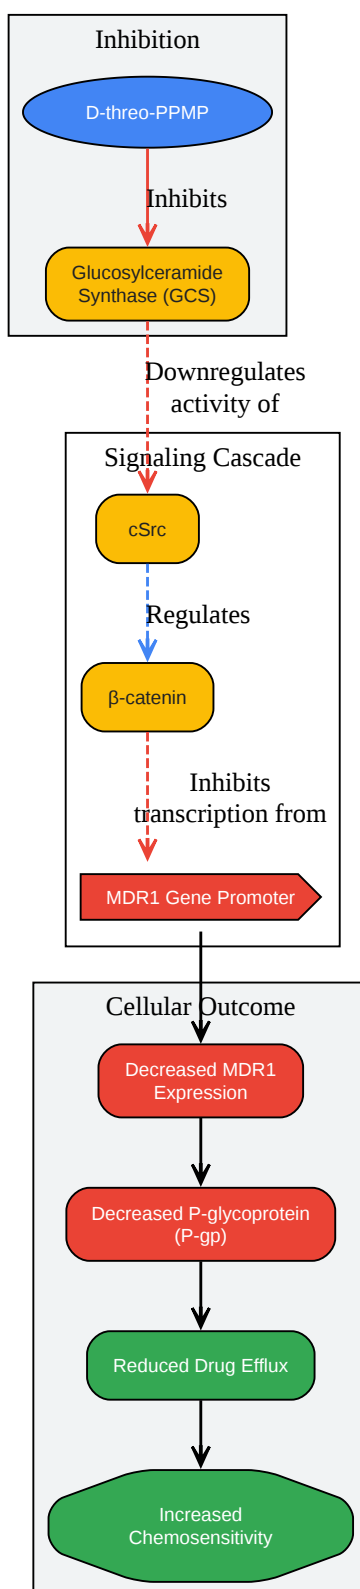 Inhibition
D-threo-PPMP
Inhibits
Glucosylceramide
Synthase (GCS)
Downregulates
activity of
Signaling Cascade
cSrc
Regulates
β-catenin
Inhibits
transcription from
MDR1 Gene Promoter
Cellular Outcome
Decreased MDR1
Expression
Decreased P-glycoprotein
(P-gp)
Reduced Drug Efflux
Increased
Chemosensitivity